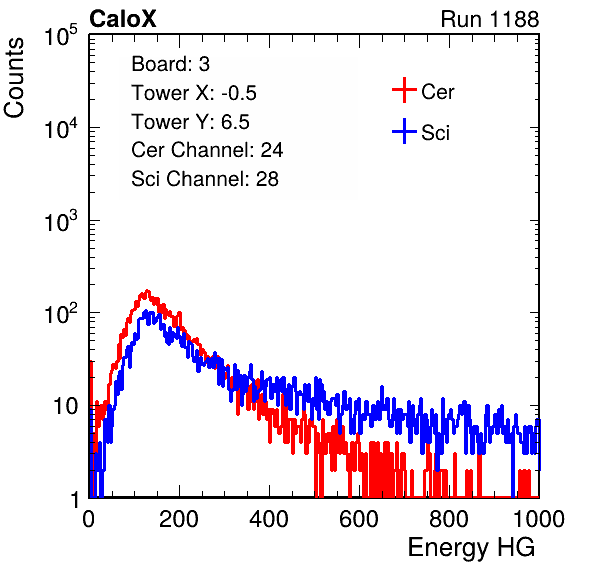 CaloX Run 1188
Counts
Board: 3
Tower X: -0.5
Tower Y: 6.5
Cer Channel: 24
Sci Channel: 28
Cer
Sci
10^5
10^4
10^3
10^2
10
1
0 200 400 600 800 1000
Energy HG